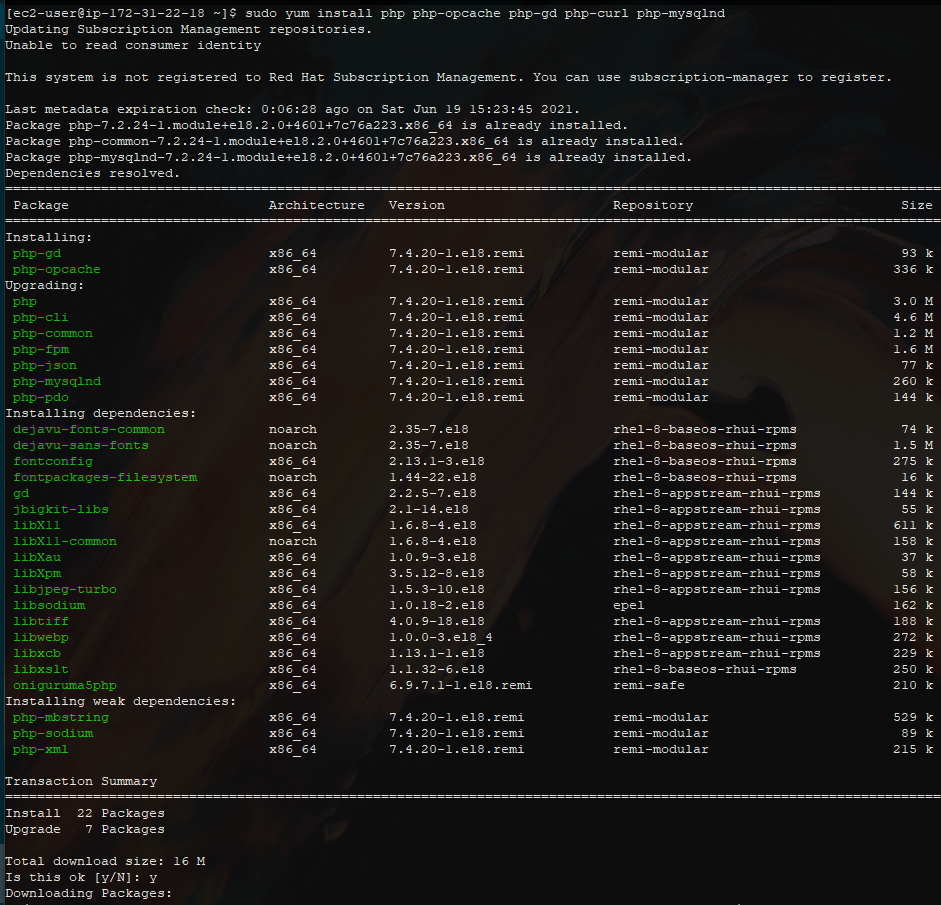 [ec2-user@ip-172-31-22-18 ~]$ sudo yum install php php-opcache php-gd php-curl php-mysqlnd
Updating Subscription Management repositories.
Unable to read consumer identity
This system is not registered to Red Hat Subscription Management. You can use subscription-manager to register.
Last metadata expiration check: 0:06:28 ago on Sat Jun 19 15:23:45 2021.
Package php-7.2.24-1.module+el8.2.0+4601+7c76a223.x86_64 is already installed.
Package php-common-7.2.24-1.module+el8.2.0+4601+7c76a223.x86_64 is already installed.
Package php-mysqlnd-7.2.24-1.module+el8.2.0+4601+7c76a223.x86_64 is already installed.
Dependencies resolved.
Package Architecture Version Repository Size
Installing:
php-gd x86_64 7.4.20-1.el8.remi remi-modular 93 k
php-opcache x86_64 7.4.20-1.el8.remi remi-modular 336 k
Upgrading:
php x86_64 7.4.20-1.el8.remi remi-modular 3.0 M
php-cli x86_64 7.4.20-1.el8.remi remi-modular 4.6 M
php-common x86_64 7.4.20-1.el8.remi remi-modular 1.2 M
php-fpm x86_64 7.4.20-1.el8.remi remi-modular 1.6 M
php-json x86_64 7.4.20-1.el8.remi remi-modular 77 k
php-mysqlnd x86_64 7.4.20-1.el8.remi remi-modular 260 k
php-pdo x86_64 7.4.20-1.el8.remi remi-modular 144 k
Installing dependencies:
dejavu-fonts-common noarch 2.35-7.el8 rhel-8-baseos-rhui-rpms 74 k
dejavu-sans-fonts noarch 2.35-7.el8 rhel-8-baseos-rhui-rpms 1.5 M
fontconfig x86_64 2.13.1-3.el8 rhel-8-baseos-rhui-rpms 275 k
fontpackages-filesystem noarch 1.44-22.el8 rhel-8-baseos-rhui-rpms 16 k
gd x86_64 2.2.5-7.el8 rhel-8-appstream-rhui-rpms 144 k
jbigkit-libs x86_64 2.1-14.el8 rhel-8-appstream-rhui-rpms 55 k
libX11 x86_64 1.6.8-4.el8 rhel-8-appstream-rhui-rpms 611 k
libX11-common noarch 1.6.8-4.el8 rhel-8-appstream-rhui-rpms 158 k
libXau x86_64 1.0.9-3.el8 rhel-8-appstream-rhui-rpms 37 k
libXpm x86_64 3.5.12-8.el8 rhel-8-appstream-rhui-rpms 58 k
libjpeg-turbo x86_64 1.5.3-10.el8 rhel-8-appstream-rhui-rpms 156 k
libsodium x86_64 1.0.18-2.el8 epel 162 k
libtiff x86_64 4.0.9-18.el8 rhel-8-appstream-rhui-rpms 188 k
libwebp x86_64 1.0.0-3.el8_4 rhel-8-appstream-rhui-rpms 272 k
libxcb x86_64 1.13.1-1.el8 rhel-8-appstream-rhui-rpms 229 k
libxslt x86_64 1.1.32-6.el8 rhel-8-baseos-rhui-rpms 250 k
oniguruma5php x86_64 6.9.7.1-1.el8.remi remi-safe 210 k
Installing weak dependencies:
php-mbstring x86_64 7.4.20-1.el8.remi remi-modular 529 k
php-sodium x86_64 7.4.20-1.el8.remi remi-modular 89 k
php-xml x86_64 7.4.20-1.el8.remi remi-modular 215 k
Transaction Summary
Install 22 Packages
Upgrade 7 Packages
Total download size: 16 M
Is this ok [y/N]: y
Downloading Packages: